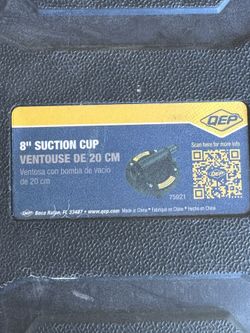 QEP
Scan here for more info
8" SUCTION CUP
VENTOUSE DE 20 CM
Ventosa con bomba de vacío
de 20 cm
75021
QEP Boca Raton, FL 33487 • www.qep.com Made in China • Fabriqué en Chine • Hecho en China